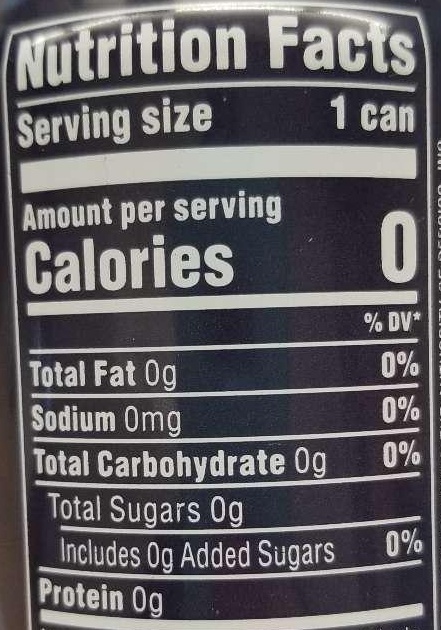 Nutrition Facts
Serving size 1 can
Amount per serving
Calories 0
% DV*
Total Fat 0g 0%
Sodium 0mg 0%
Total Carbohydrate 0g 0%
Total Sugars 0g
Includes 0g Added Sugars 0%
Protein 0g